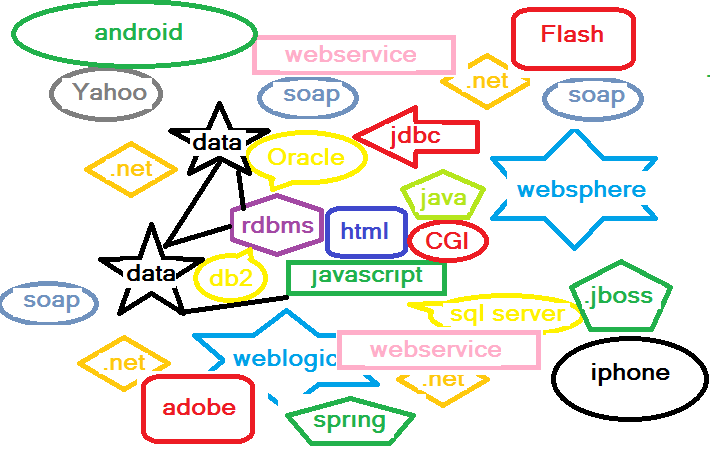 android
Flash
webservice
.net
Yahoo
soap
soap
data
jdbc
Oracle
.net
java
websphere
rdbms
html
CGI
data
db2
javascript
soap
.jboss
sql server
.net
weblogic
webservice
.net
iphone
adobe
spring